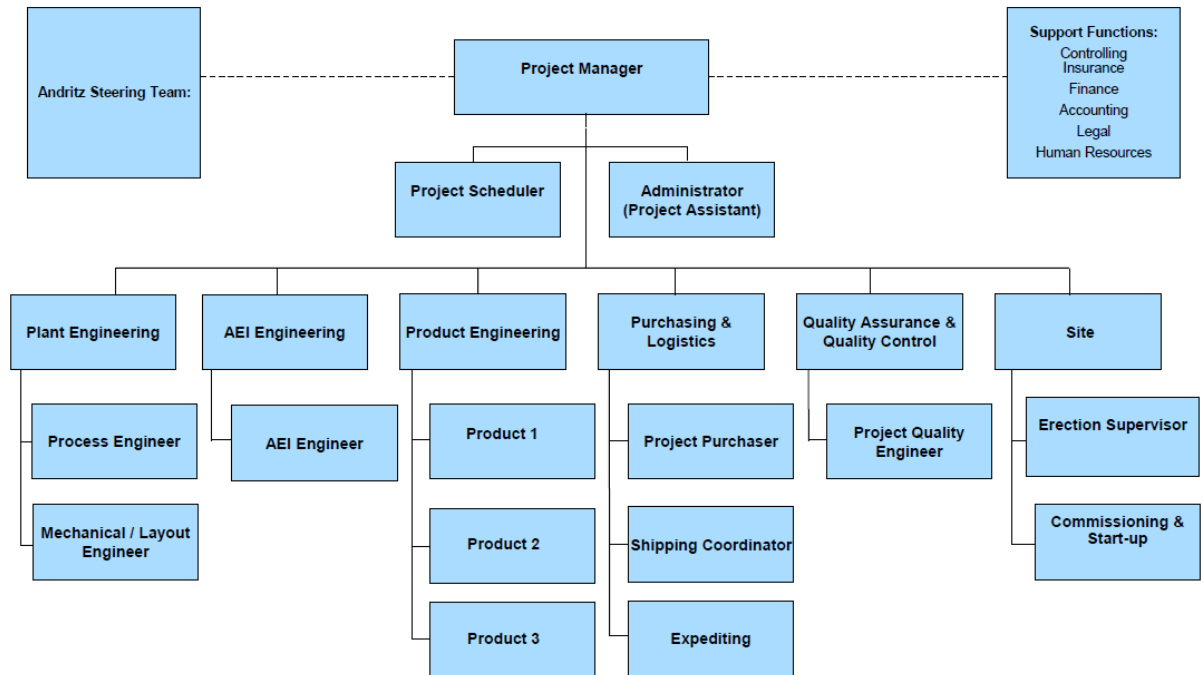 Andritz Steering Team:
Project Manager
Support Functions:
Controlling
Insurance
Finance
Accounting
Legal
Human Resources
Project Scheduler
Administrator
(Project Assistant)
Plant Engineering
AEI Engineering
Product Engineering
Purchasing &
Logistics
Quality Assurance &
Quality Control
Site
Process Engineer
AEI Engineer
Product 1
Project Purchaser
Project Quality
Engineer
Erection Supervisor
Mechanical / Layout
Engineer
Product 2
Shipping Coordinator
Commissioning &
Start-up
Product 3
Expediting